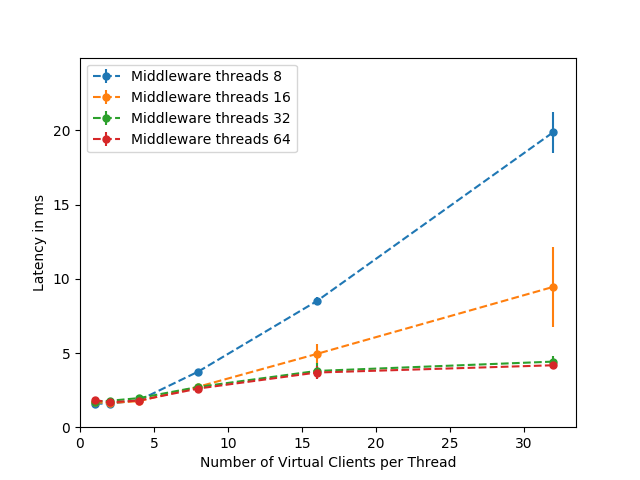 Middleware threads 8
Middleware threads 16
Middleware threads 32
Middleware threads 64
20
15
10
5
0
Latency in ms
0 5 10 15 20 25 30
Number of Virtual Clients per Thread